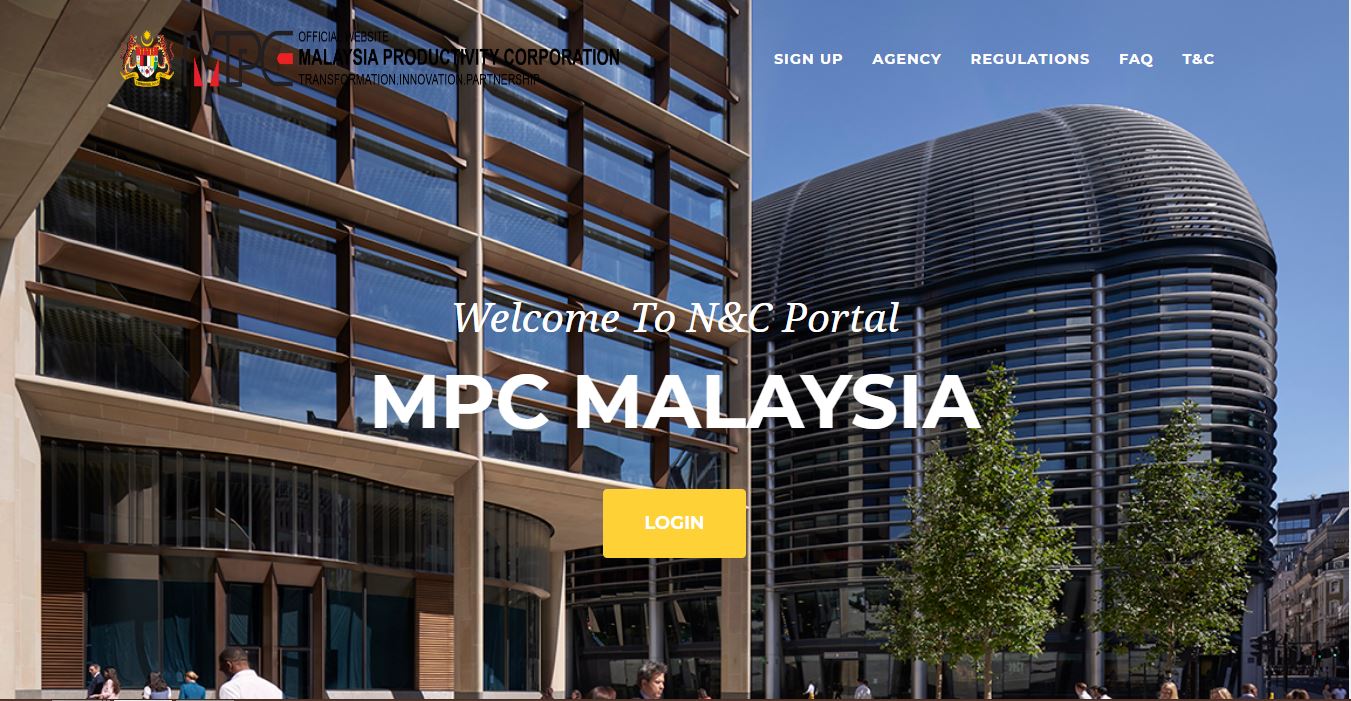 OFFICIAL WEBSITE
MPC MALAYSIA PRODUCTIVITY CORPORATION
TRANSFORMATION.INNOVATION.PARTNERSHIP
SIGN UP AGENCY REGULATIONS FAQ T&C
Welcome To N&C Portal
MPC MALAYSIA
LOGIN